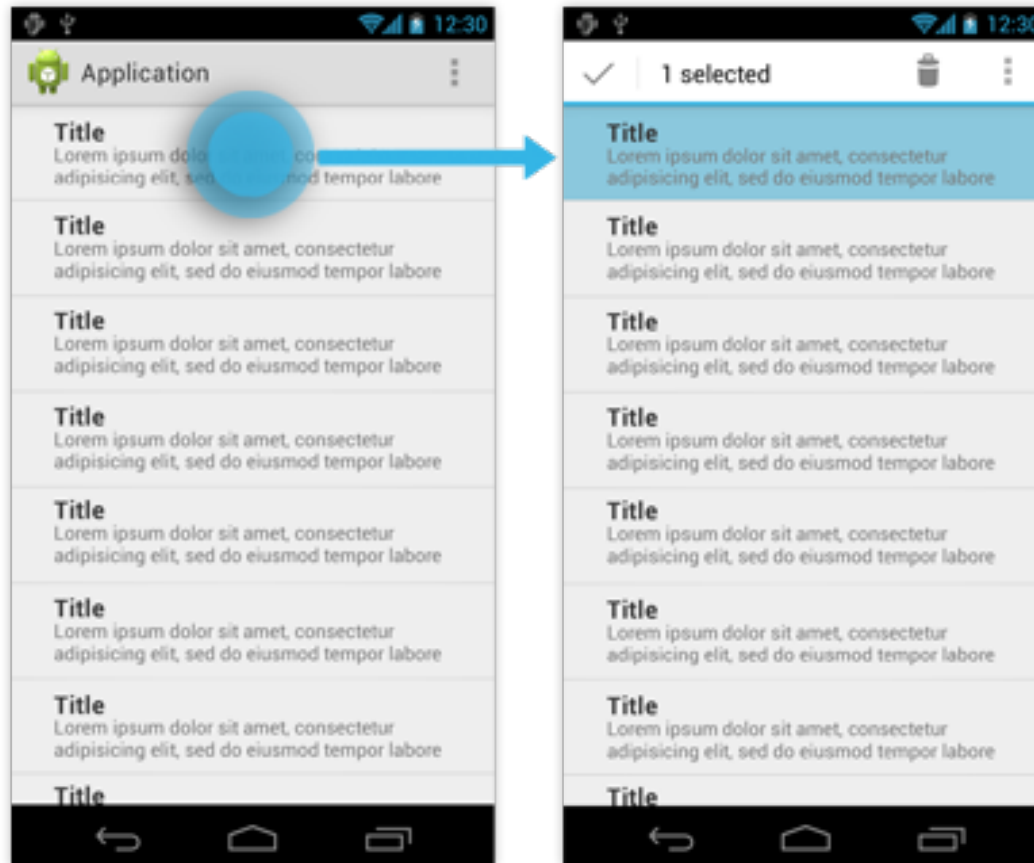 12:30
Application
Title
Lorem ipsum dolor sit amet, con
adipisicing elit, sed do eiusmod tempor labore
Title
Lorem ipsum dolor sit amet, consectetur
adipisicing elit, sed do eiusmod tempor labore
Title
Lorem ipsum dolor sit amet, consectetur
adipisicing elit, sed do eiusmod tempor labore
Title
Lorem ipsum dolor sit amet, consectetur
adipisicing elit, sed do eiusmod tempor labore
Title
Lorem ipsum dolor sit amet, consectetur
adipisicing elit, sed do eiusmod tempor labore
Title
Lorem ipsum dolor sit amet, consectetur
adipisicing elit, sed do eiusmod tempor labore
Title
Lorem ipsum dolor sit amet, consectetur
adipisicing elit, sed do eiusmod tempor labore
Title
12:30
1 selected
Title
Lorem ipsum dolor sit amet, consectetur
adipisicing elit, sed do eiusmod tempor labore
Title
Lorem ipsum dolor sit amet, consectetur
adipisicing elit, sed do eiusmod tempor labore
Title
Lorem ipsum dolor sit amet, consectetur
adipisicing elit, sed do eiusmod tempor labore
Title
Lorem ipsum dolor sit amet, consectetur
adipisicing elit, sed do eiusmod tempor labore
Title
Lorem ipsum dolor sit amet, consectetur
adipisicing elit, sed do eiusmod tempor labore
Title
Lorem ipsum dolor sit amet, consectetur
adipisicing elit, sed do eiusmod tempor labore
Title
Lorem ipsum dolor sit amet, consectetur
adipisicing elit, sed do eiusmod tempor labore
Title